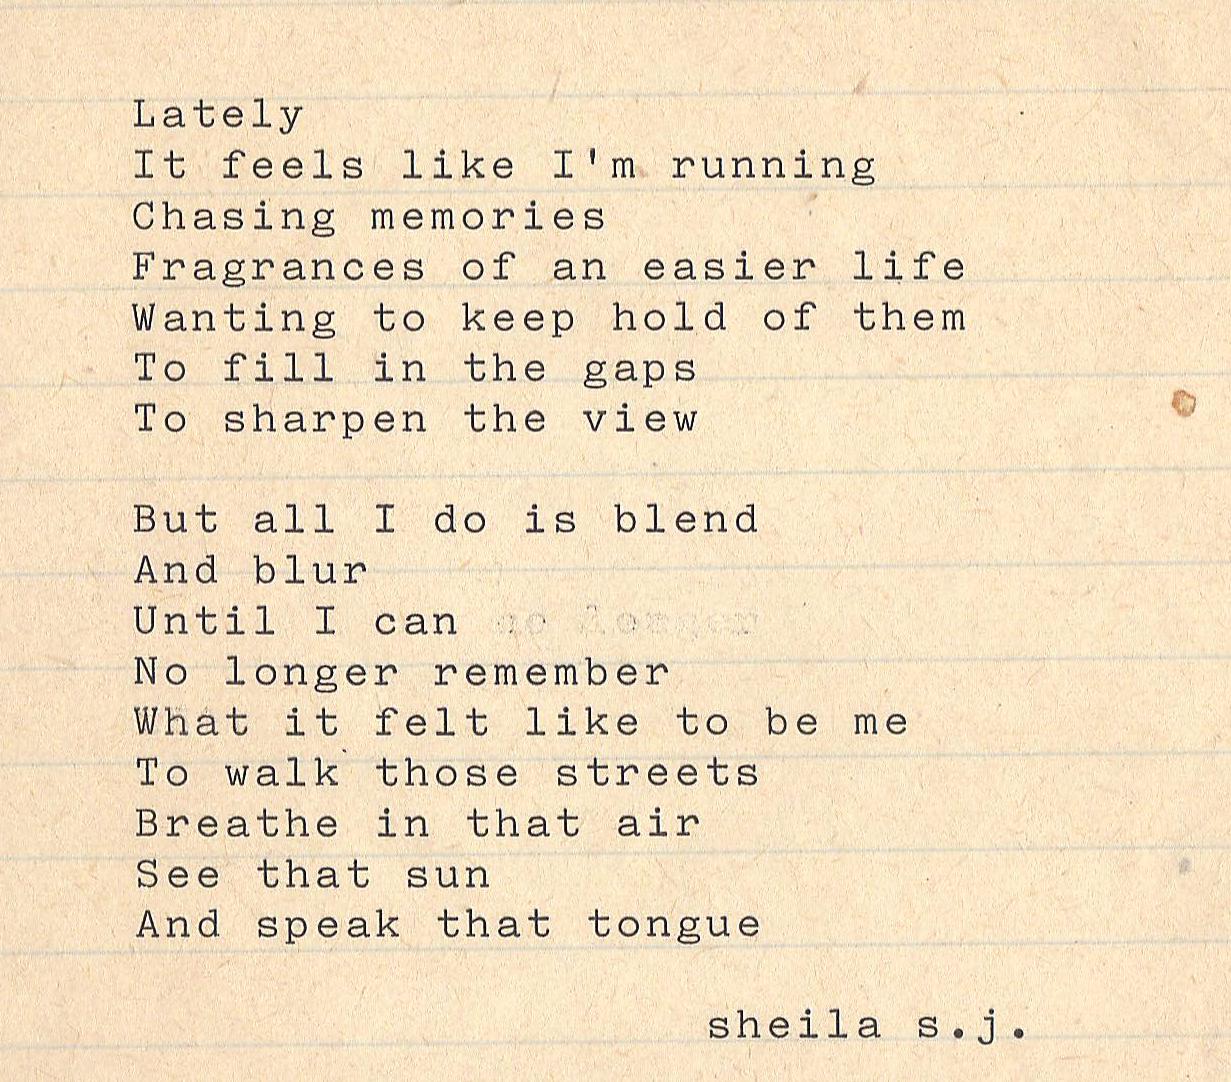 Lately
It feels like I'm running
Chasing memories
Fragrances of an easier life
Wanting to keep hold of them
To fill in the gaps
To sharpen the view
But all I do is blend
And blur
Until I can no longer
No longer remember
What it felt like to be me
To walk those streets
Breathe in that air
See that sun
And speak that tongue
sheila s.j.